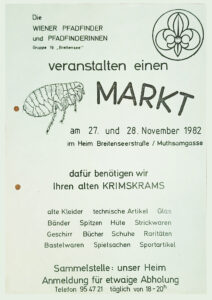 Die
WIENER PFADFINDER
und PFADFINDERINNEN
Gruppe 16 „Breitensee"
veranstalten einen
MARKT
am 27. und 28. November 1982
im Heim Breitenseerstraße / Muthsamgasse
dafür benötigen wir
Ihren alten KRIMSKRAMS
alte Kleider technische Artikel Glas
Bänder Spitzen Hüte Strickwaren
Geschirr Bücher Schuhe Raritäten
Bastelwaren Spielsachen Sportartikel
Sammelstelle: unser Heim
Anmeldung für etwaige Abholung
Telefon 95 47 21 täglich von 18-20ʰ